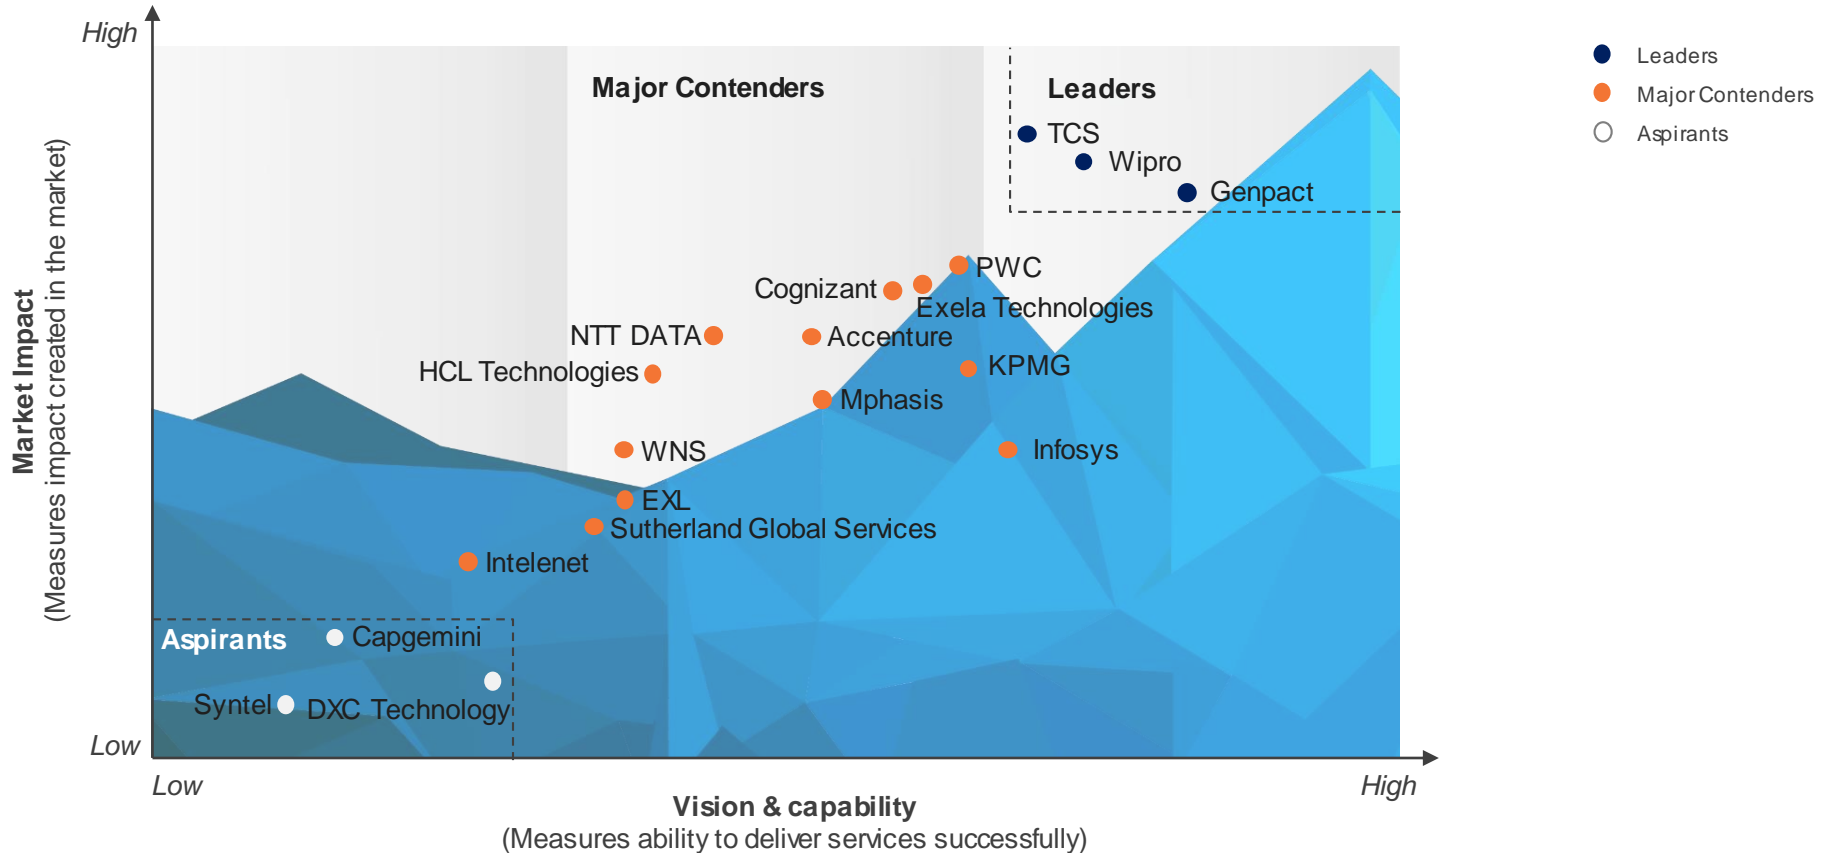 High
Major Contenders
Leaders
TCS
Wipro
Genpact
PWC
Cognizant
Exela Technologies
NTT DATA
Accenture
HCL Technologies
KPMG
Mphasis
WNS
Infosys
EXL
Sutherland Global Services
Intelenet
Aspirants
Capgemini
Syntel
DXC Technology
Market Impact
(Measures impact created in the market)
Low
Low
High
Vision & capability
(Measures ability to deliver services successfully)
Leaders
Major Contenders
Aspirants